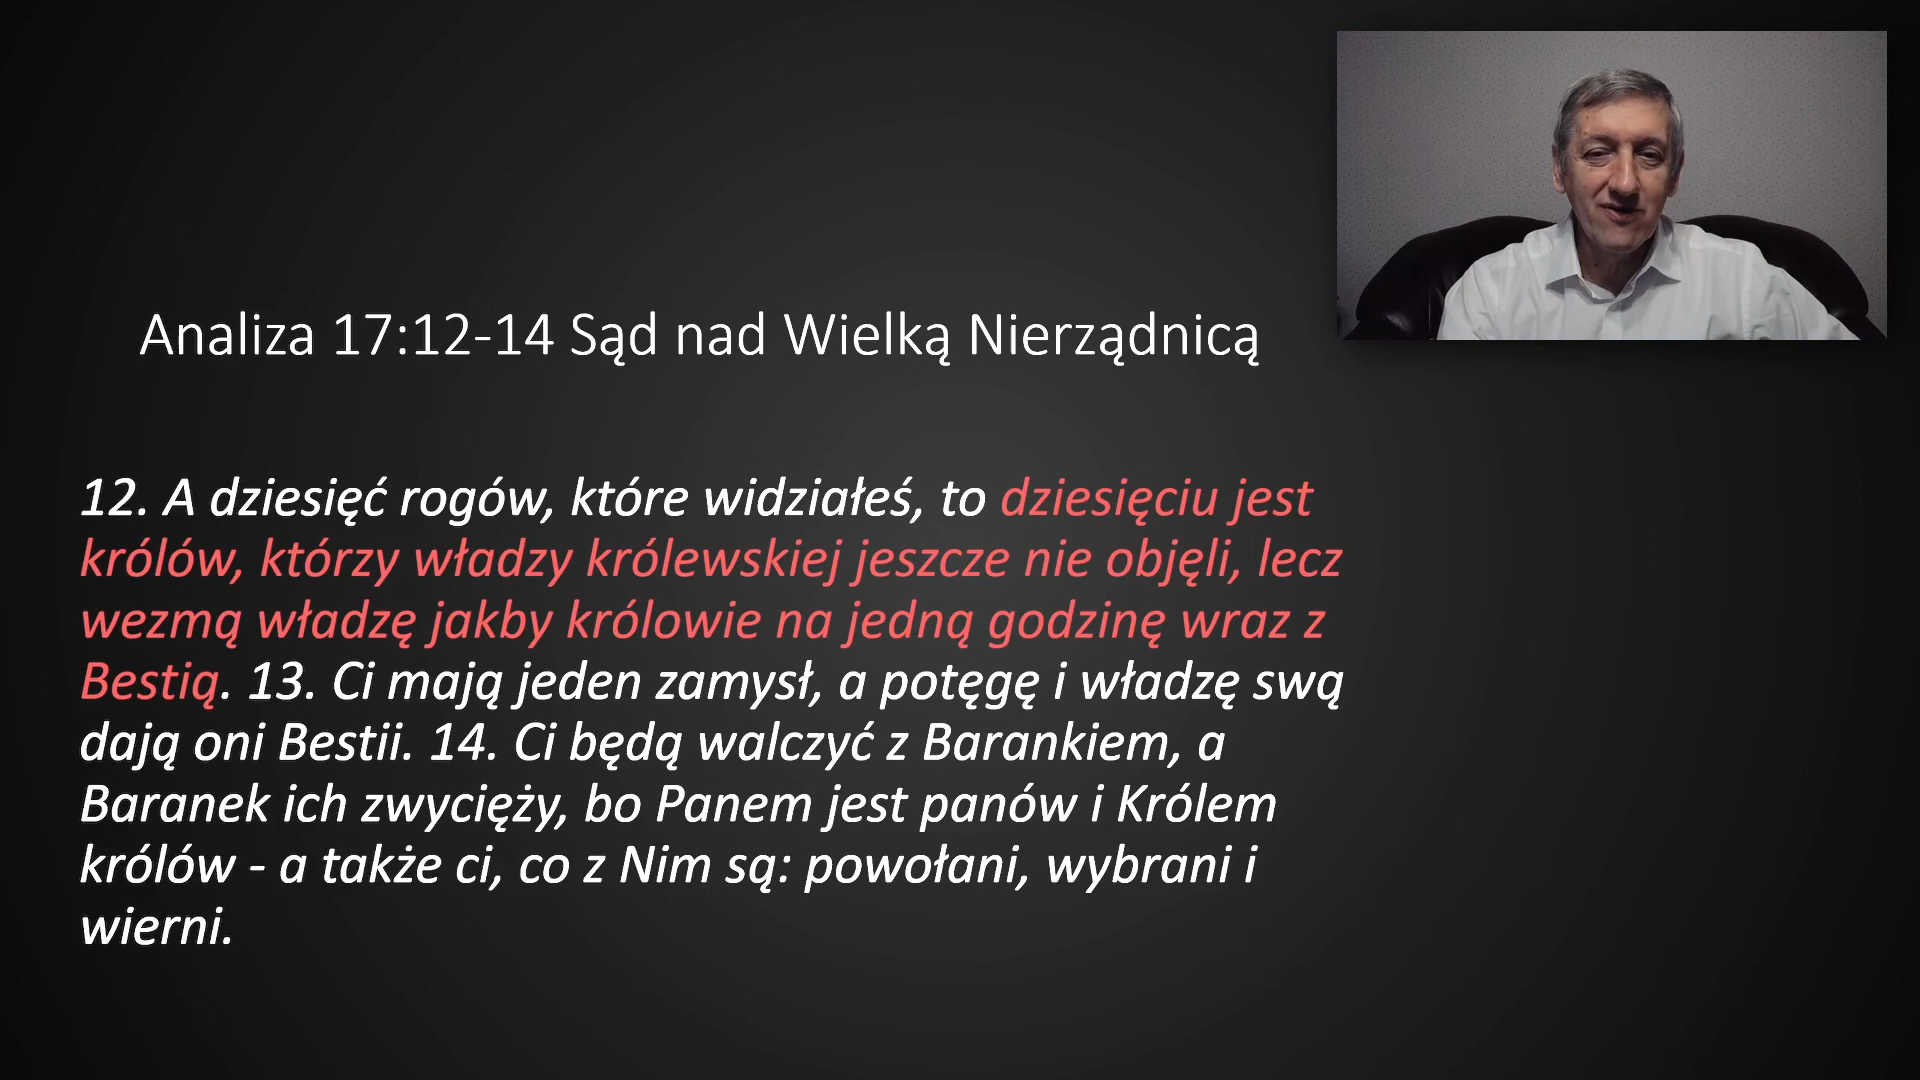 Analiza 17:12-14 Sąd nad Wielką Nierządnicą
12. A dziesięć rogów, które widziałeś, to dziesięciu jest
królów, którzy władzy królewskiej jeszcze nie objęli, lecz
wezmą władzę jakby królowie na jedną godzinę wraz z
Bestią. 13. Ci mają jeden zamysł, a potęgę i władzę swą
dają oni Bestii. 14. Ci będą walczyć z Barankiem, a
Baranek ich zwycięży, bo Panem jest panów i Królem
królów - a także ci, co z Nim są: powołani, wybrani i
wierni.